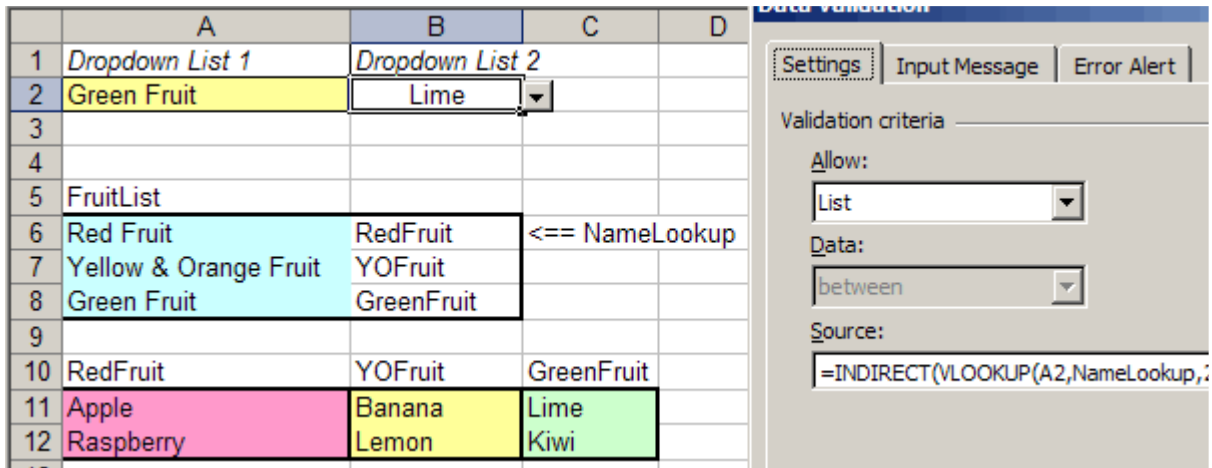 A B C D
1 Dropdown List 1 Dropdown List 2
2 Green Fruit Lime
3
4
5 FruitList
6 Red Fruit RedFruit <== NameLookup
7 Yellow & Orange Fruit YOFruit
8 Green Fruit GreenFruit
9
10 RedFruit YOFruit GreenFruit
11 Apple Banana Lime
12 Raspberry Lemon Kiwi
Data Validation
Settings Input Message Error Alert
Validation criteria
Allow:
List
Data:
between
Source:
=INDIRECT(VLOOKUP(A2,NameLookup,2